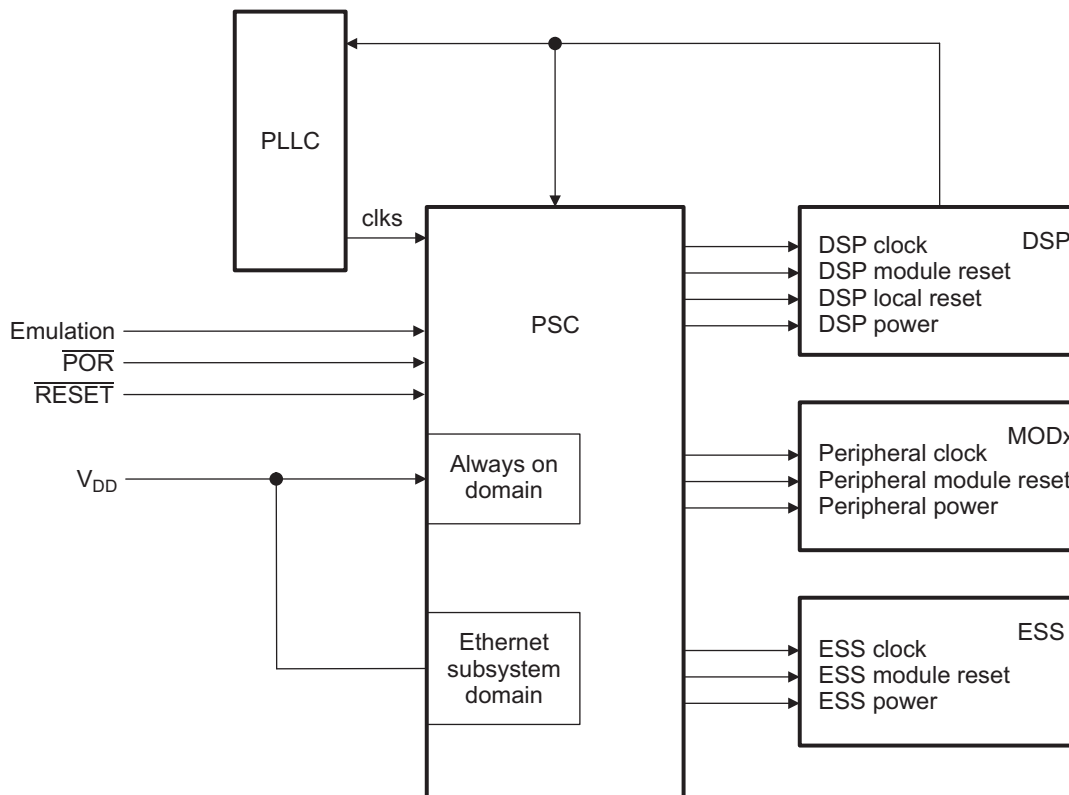 PLLC
clks
Emulation
POR
RESET
V_DD
PSC
Always on
domain
Ethernet
subsystem
domain
DSP
DSP clock
DSP module reset
DSP local reset
DSP power
MODx
Peripheral clock
Peripheral module reset
Peripheral power
ESS
ESS clock
ESS module reset
ESS power